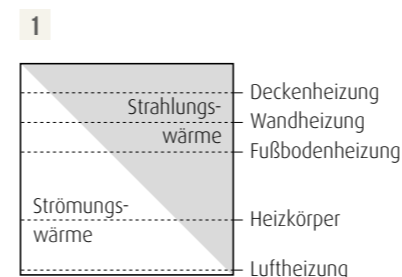 1
Strahlungs-
wärme
Strömungs-
wärme
Deckenheizung
Wandheizung
Fußbodenheizung
Heizkörper
Luftheizung